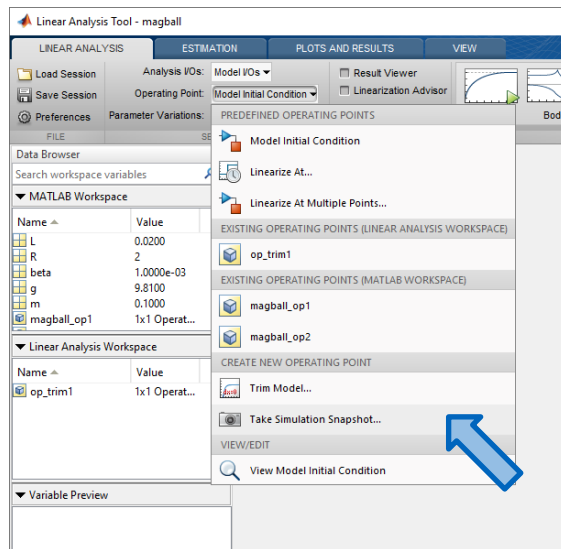 Linear Analysis Tool - magball
LINEAR ANALYSIS
ESTIMATION
PLOTS AND RESULTS
VIEW
Load Session
Save Session
Preferences
FILE
Analysis I/Os: Model I/Os
Operating Point: Model Initial Condition
Parameter Variations:
SE
Result Viewer
Linearization Advisor
Bod
PREDEFINED OPERATING POINTS
Model Initial Condition
Linearize At...
Linearize At Multiple Points...
EXISTING OPERATING POINTS (LINEAR ANALYSIS WORKSPACE)
op_trim1
EXISTING OPERATING POINTS (MATLAB WORKSPACE)
magball_op1
magball_op2
CREATE NEW OPERATING POINT
Trim Model...
Take Simulation Snapshot...
VIEW/EDIT
View Model Initial Condition
Data Browser
Search workspace variables
MATLAB Workspace
Name Value
L 0.0200
R 2
beta 1.0000e-03
g 9.8100
m 0.1000
magball_op1 1x1 Operat...
Linear Analysis Workspace
Name Value
op_trim1 1x1 Operat...
Variable Preview